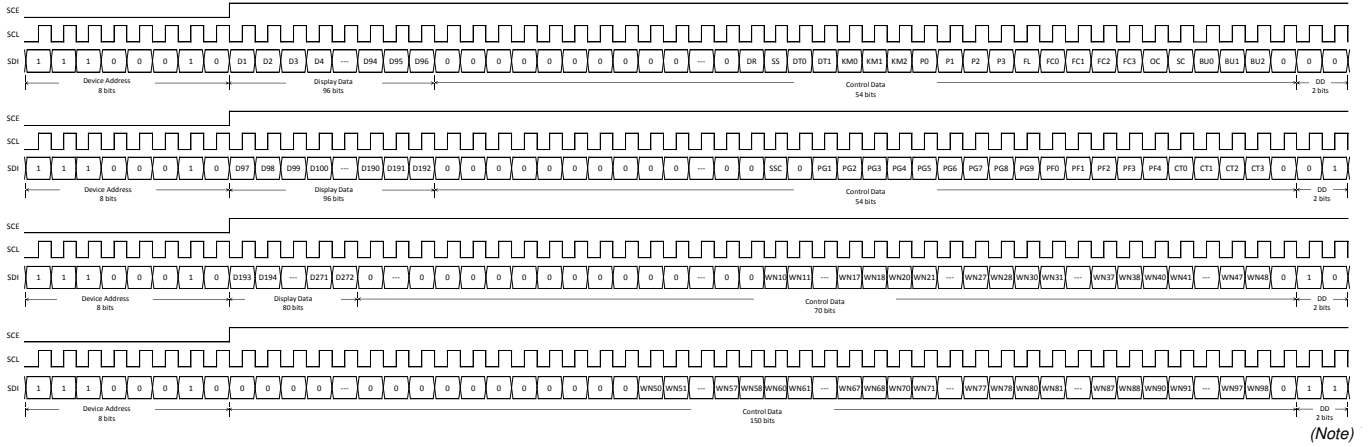 SCE
SCL
SDI 1 1 1 0 0 0 1 0 D1 D2 D3 D4 --- D94 D95 D96 0 0 0 0 0 0 0 0 0 0 --- 0 DR SS DT0 DT1 KM0 KM1 KM2 P0 P1 P2 P3 FL FC0 FC1 FC2 FC3 OC SC BU0 BU1 BU2 0 0 0
Device Address Display Data Control Data DD
8 bits 96 bits 54 bits 2 bits
SCE
SCL
SDI 1 1 1 0 0 0 1 0 D97 D98 D99 D100 --- D190 D191 D192 0 0 0 0 0 0 0 0 0 0 --- 0 0 SSC 0 PG1 PG2 PG3 PG4 PG5 PG6 PG7 PG8 PG9 PF0 PF1 PF2 PF3 PF4 CT0 CT1 CT2 CT3 0 0 1
Device Address Display Data Control Data DD
8 bits 96 bits 54 bits 2 bits
SCE
SCL
SDI 1 1 1 0 0 0 1 0 D193 D194 --- D271 D272 0 --- 0 0 0 0 0 0 0 0 0 0 0 --- 0 0 WN10 WN11 --- WN17 WN18 WN20 WN21 --- WN27 WN28 WN30 WN31 --- WN37 WN38 WN40 WN41 --- WN47 WN48 0 1 0
Device Address Display Data Control Data DD
8 bits 80 bits 70 bits 2 bits
SCE
SCL
SDI 1 1 1 0 0 0 1 0 0 0 0 0 --- 0 0 0 0 0 0 0 0 0 0 0 WN50 WN51 --- WN57 WN58 WN60 WN61 --- WN67 WN68 WN70 WN71 --- WN77 WN78 WN80 WN81 --- WN87 WN88 WN90 WN91 --- WN97 WN98 0 1 1
Device Address Control Data DD
8 bits 150 bits 2 bits
(Note)